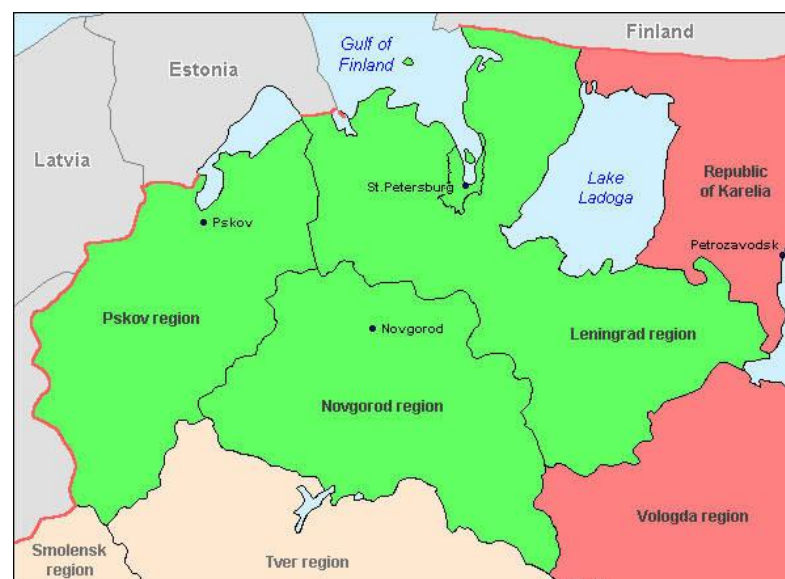 Gulf of
Finland
Finland
Estonia
Latvia
Republic
of Karelia
Lake
Ladoga
St.Petersburg
Pskov
Petrozavodsk
Pskov region
Novgorod
Leningrad region
Novgorod region
Vologda region
Smolensk
region
Tver region